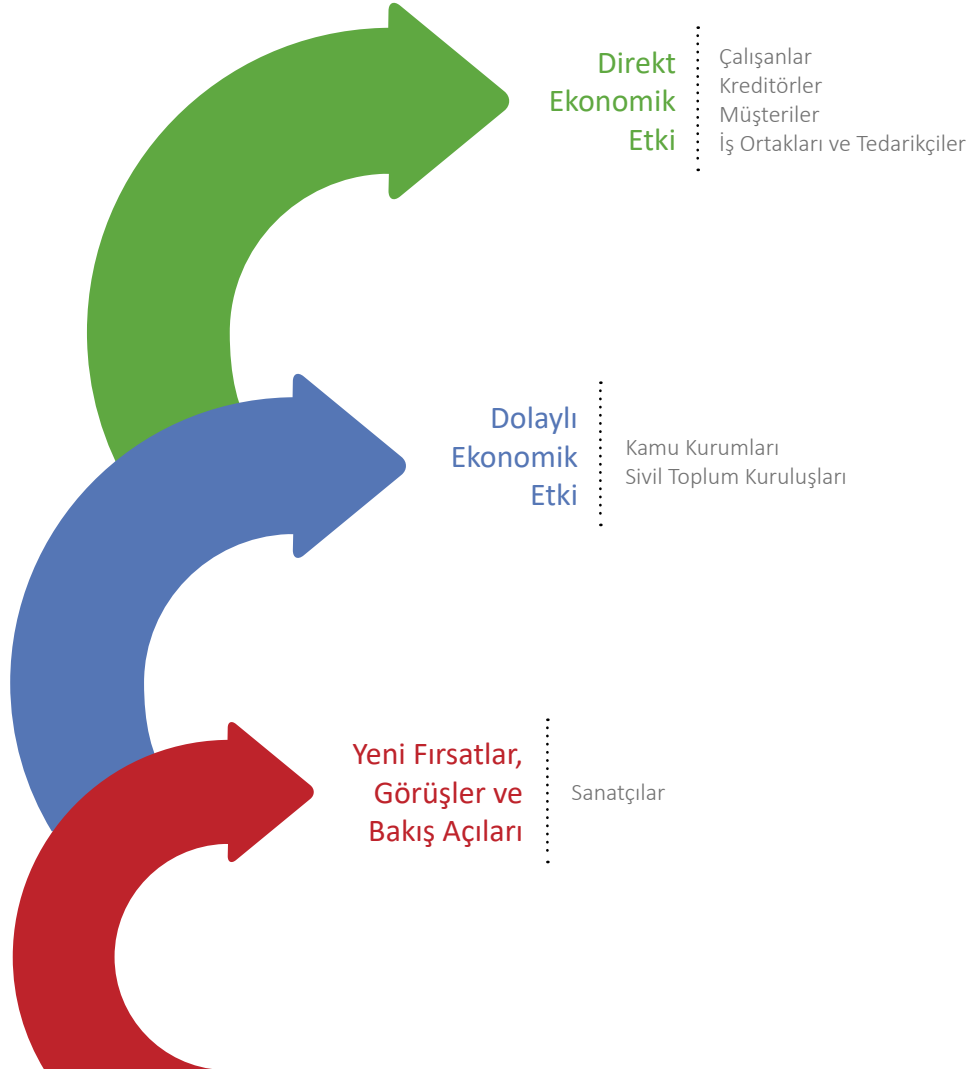 Direkt
Ekonomik
Etki
Çalışanlar
Kreditörler
Müşteriler
İş Ortakları ve Tedarikçiler
Dolaylı
Ekonomik
Etki
Kamu Kurumları
Sivil Toplum Kuruluşları
Yeni Fırsatlar,
Görüşler ve
Bakış Açıları
Sanatçılar